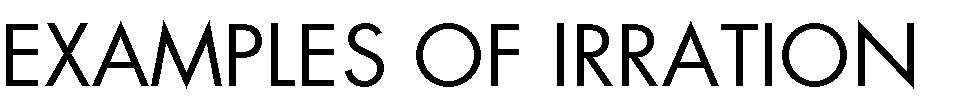 EXAMPLES OF IRRATION